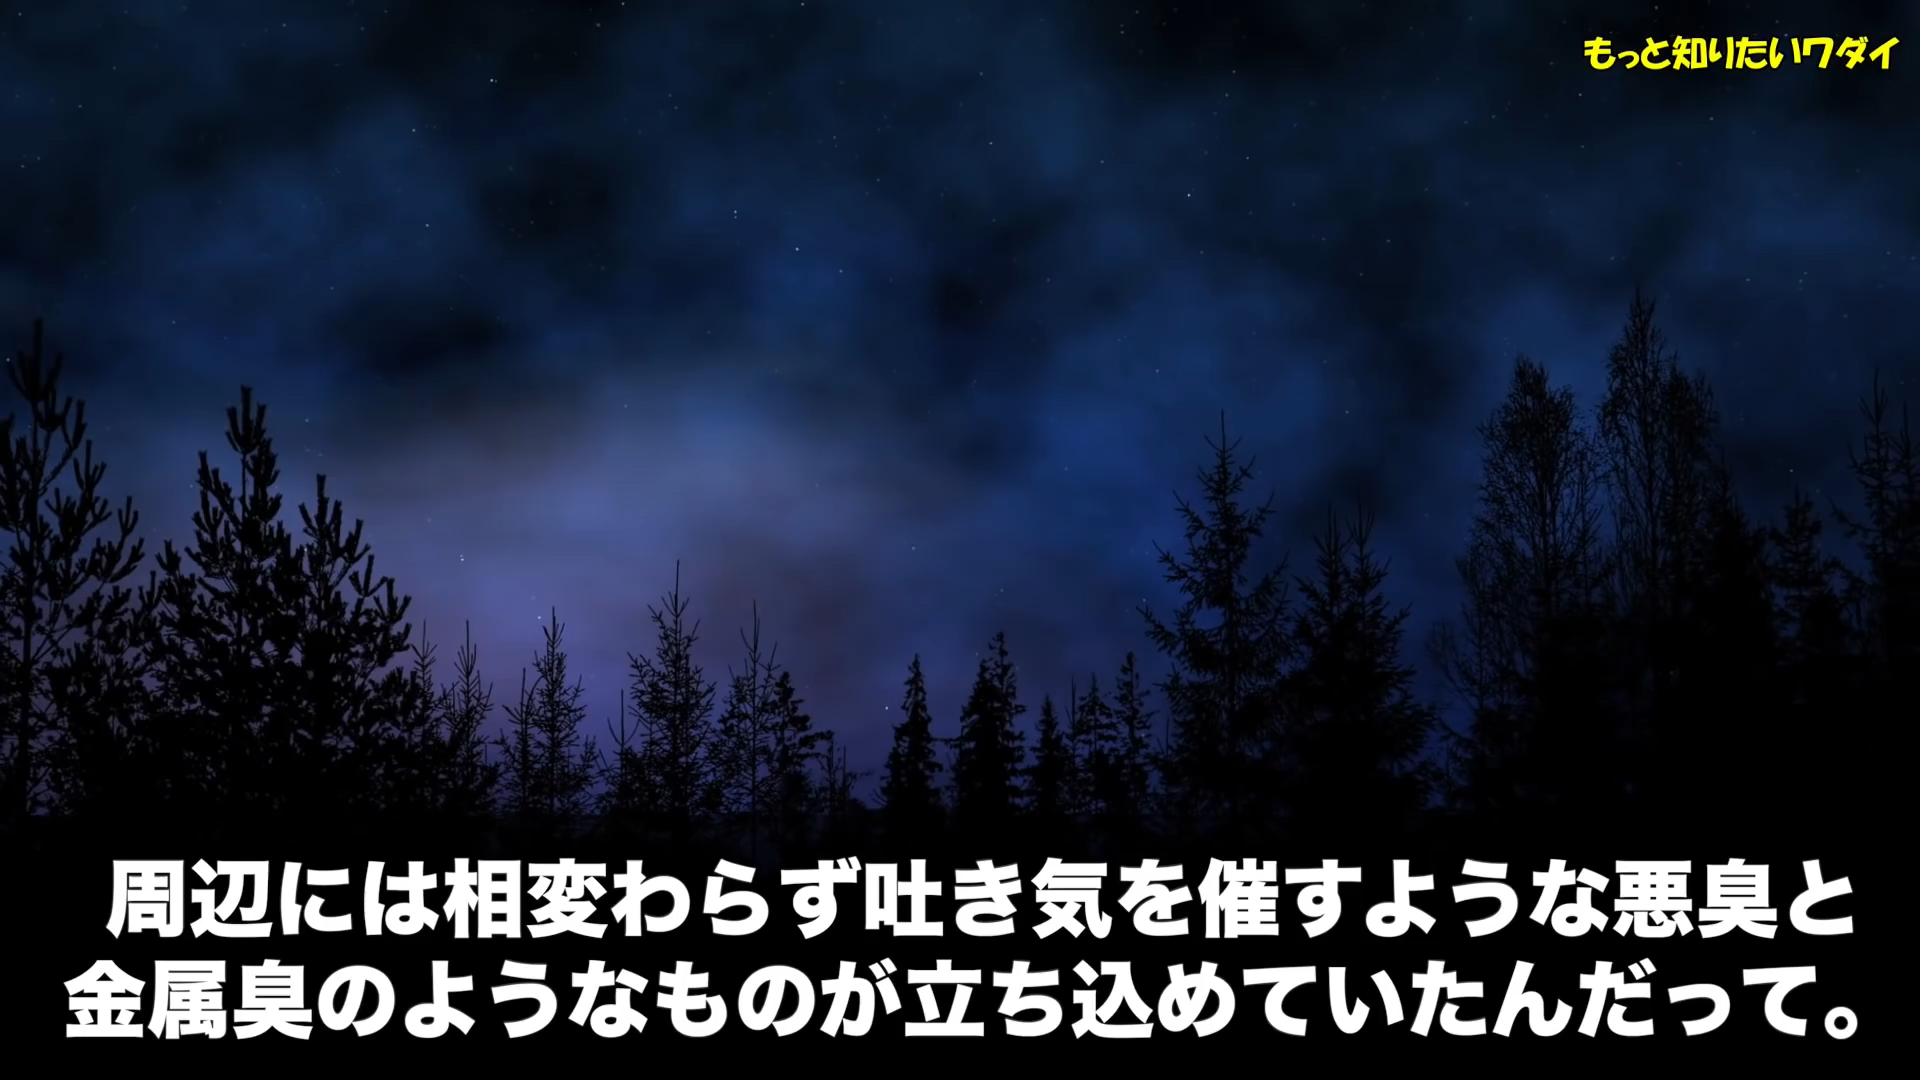 もっと知りたいワダイ
周辺には相変わらず吐き気を催すような悪臭と
金属臭のようなものが立ち込めていたんだって。